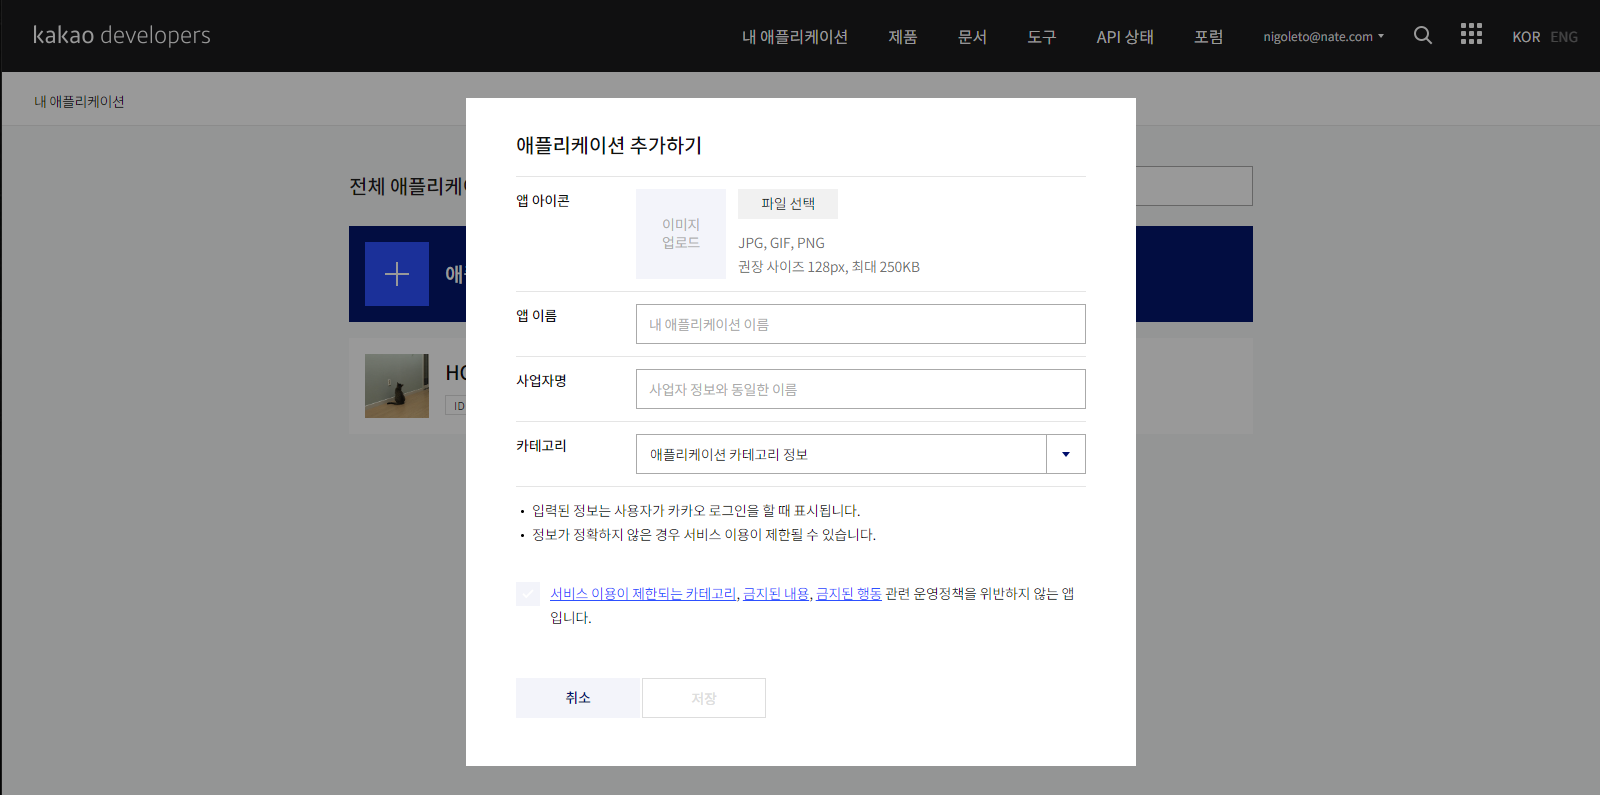 kakao developers
내 애플리케이션
제품
문서
도구
API 상태
포럼
nigoleto@nate.com
KOR
ENG
내 애플리케이션
전체
애플리케이션 추가하기
앱 아이콘
이미지
업로드
파일 선택
JPG, GIF, PNG
권장 사이즈 128px, 최대 250KB
앱 이름
내 애플리케이션 이름
HO
ID
사업자명
사업자 정보와 동일한 이름
카테고리
애플리케이션 카테고리 정보
• 입력된 정보는 사용자가 카카오 로그인을 할 때 표시됩니다.
• 정보가 정확하지 않은 경우 서비스 이용이 제한될 수 있습니다.
서비스 이용이 제한되는 카테고리, 금지된 내용, 금지된 행동 관련 운영정책을 위반하지 않는 앱
입니다.
취소
저장